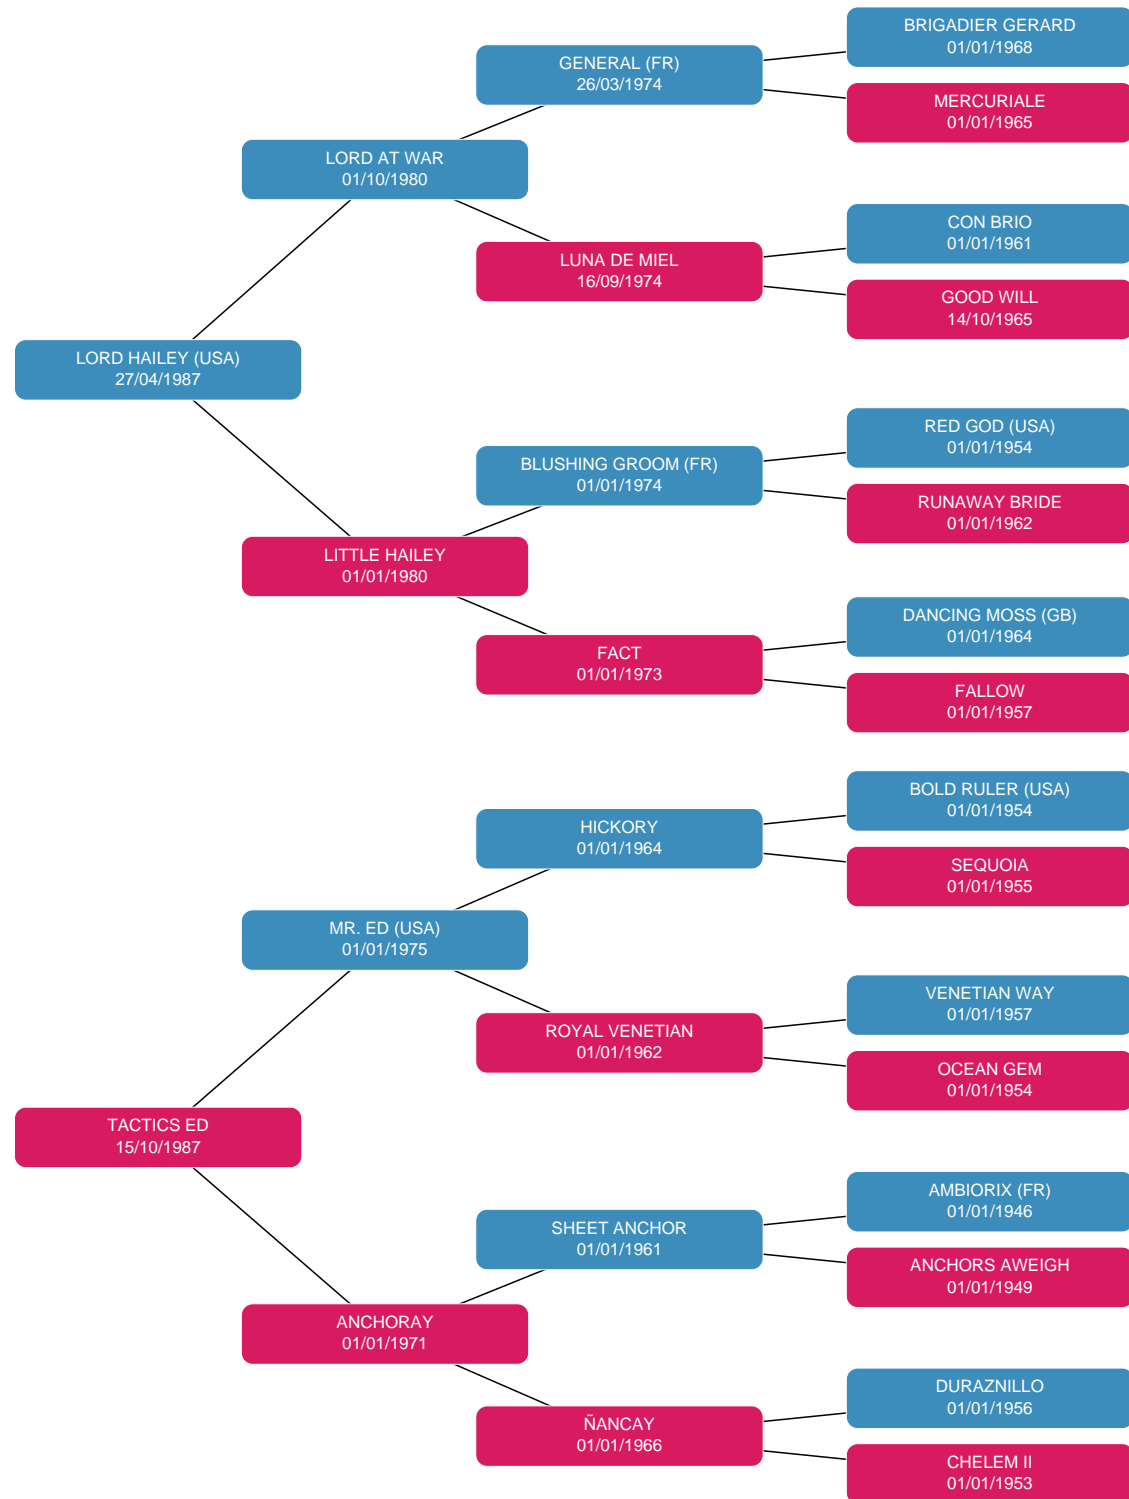 BRIGADIER GERARD
01/01/1968
GENERAL (FR)
26/03/1974
MERCURIALE
01/01/1965
LORD AT WAR
01/10/1980
CON BRIO
01/01/1961
LUNA DE MIEL
16/09/1974
GOOD WILL
14/10/1965
LORD HAILEY (USA)
27/04/1987
RED GOD (USA)
01/01/1954
BLUSHING GROOM (FR)
01/01/1974
RUNAWAY BRIDE
01/01/1962
LITTLE HAILEY
01/01/1980
DANCING MOSS (GB)
01/01/1964
FACT
01/01/1973
FALLOW
01/01/1957
BOLD RULER (USA)
01/01/1954
HICKORY
01/01/1964
SEQUOIA
01/01/1955
MR. ED (USA)
01/01/1975
VENETIAN WAY
01/01/1957
ROYAL VENETIAN
01/01/1962
OCEAN GEM
01/01/1954
TACTICS ED
15/10/1987
AMBIORIX (FR)
01/01/1946
SHEET ANCHOR
01/01/1961
ANCHORS AWEIGH
01/01/1949
ANCHORAY
01/01/1971
DURAZNILLO
01/01/1956
ÑANCAY
01/01/1966
CHELEM II
01/01/1953